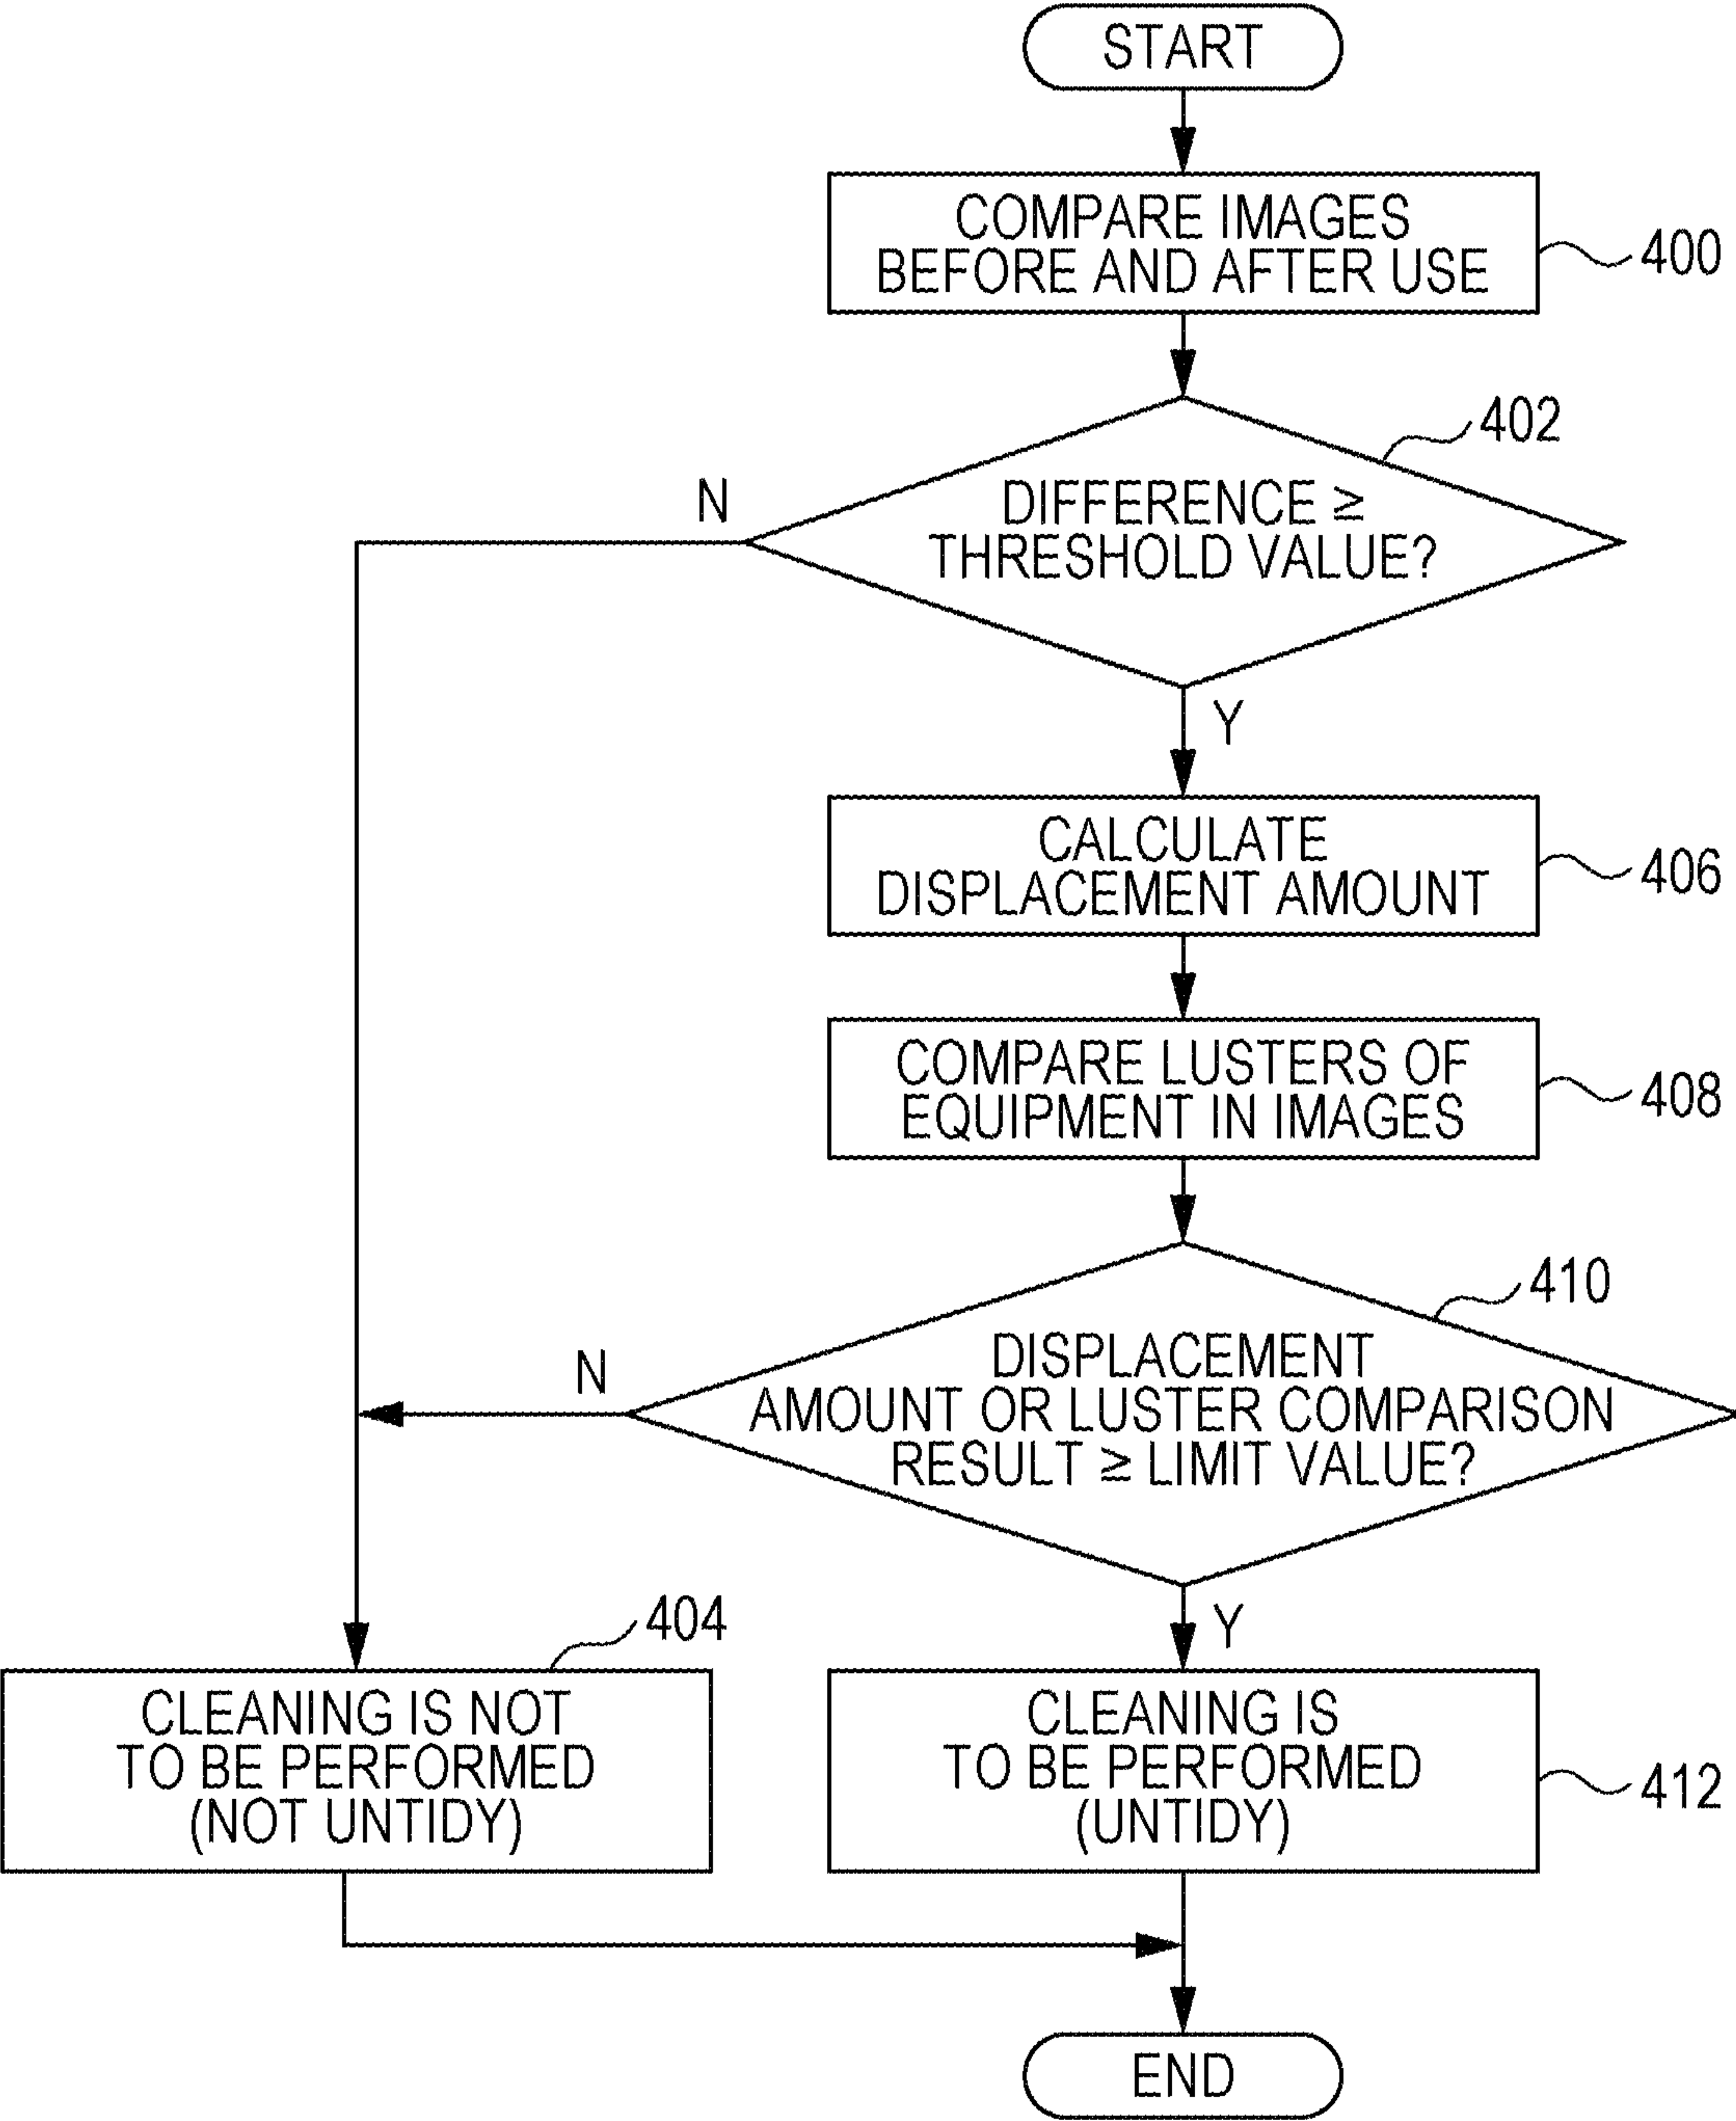 START
COMPARE IMAGES
BEFORE AND AFTER USE
400
402
DIFFERENCE ≥
THRESHOLD VALUE?
N
Y
CALCULATE
DISPLACEMENT AMOUNT
406
COMPARE LUSTERS OF
EQUIPMENT IN IMAGES
408
410
DISPLACEMENT
AMOUNT OR LUSTER COMPARISON
RESULT ≥ LIMIT VALUE?
N
Y
404
CLEANING IS NOT
TO BE PERFORMED
(NOT UNTIDY)
CLEANING IS
TO BE PERFORMED
(UNTIDY)
412
END